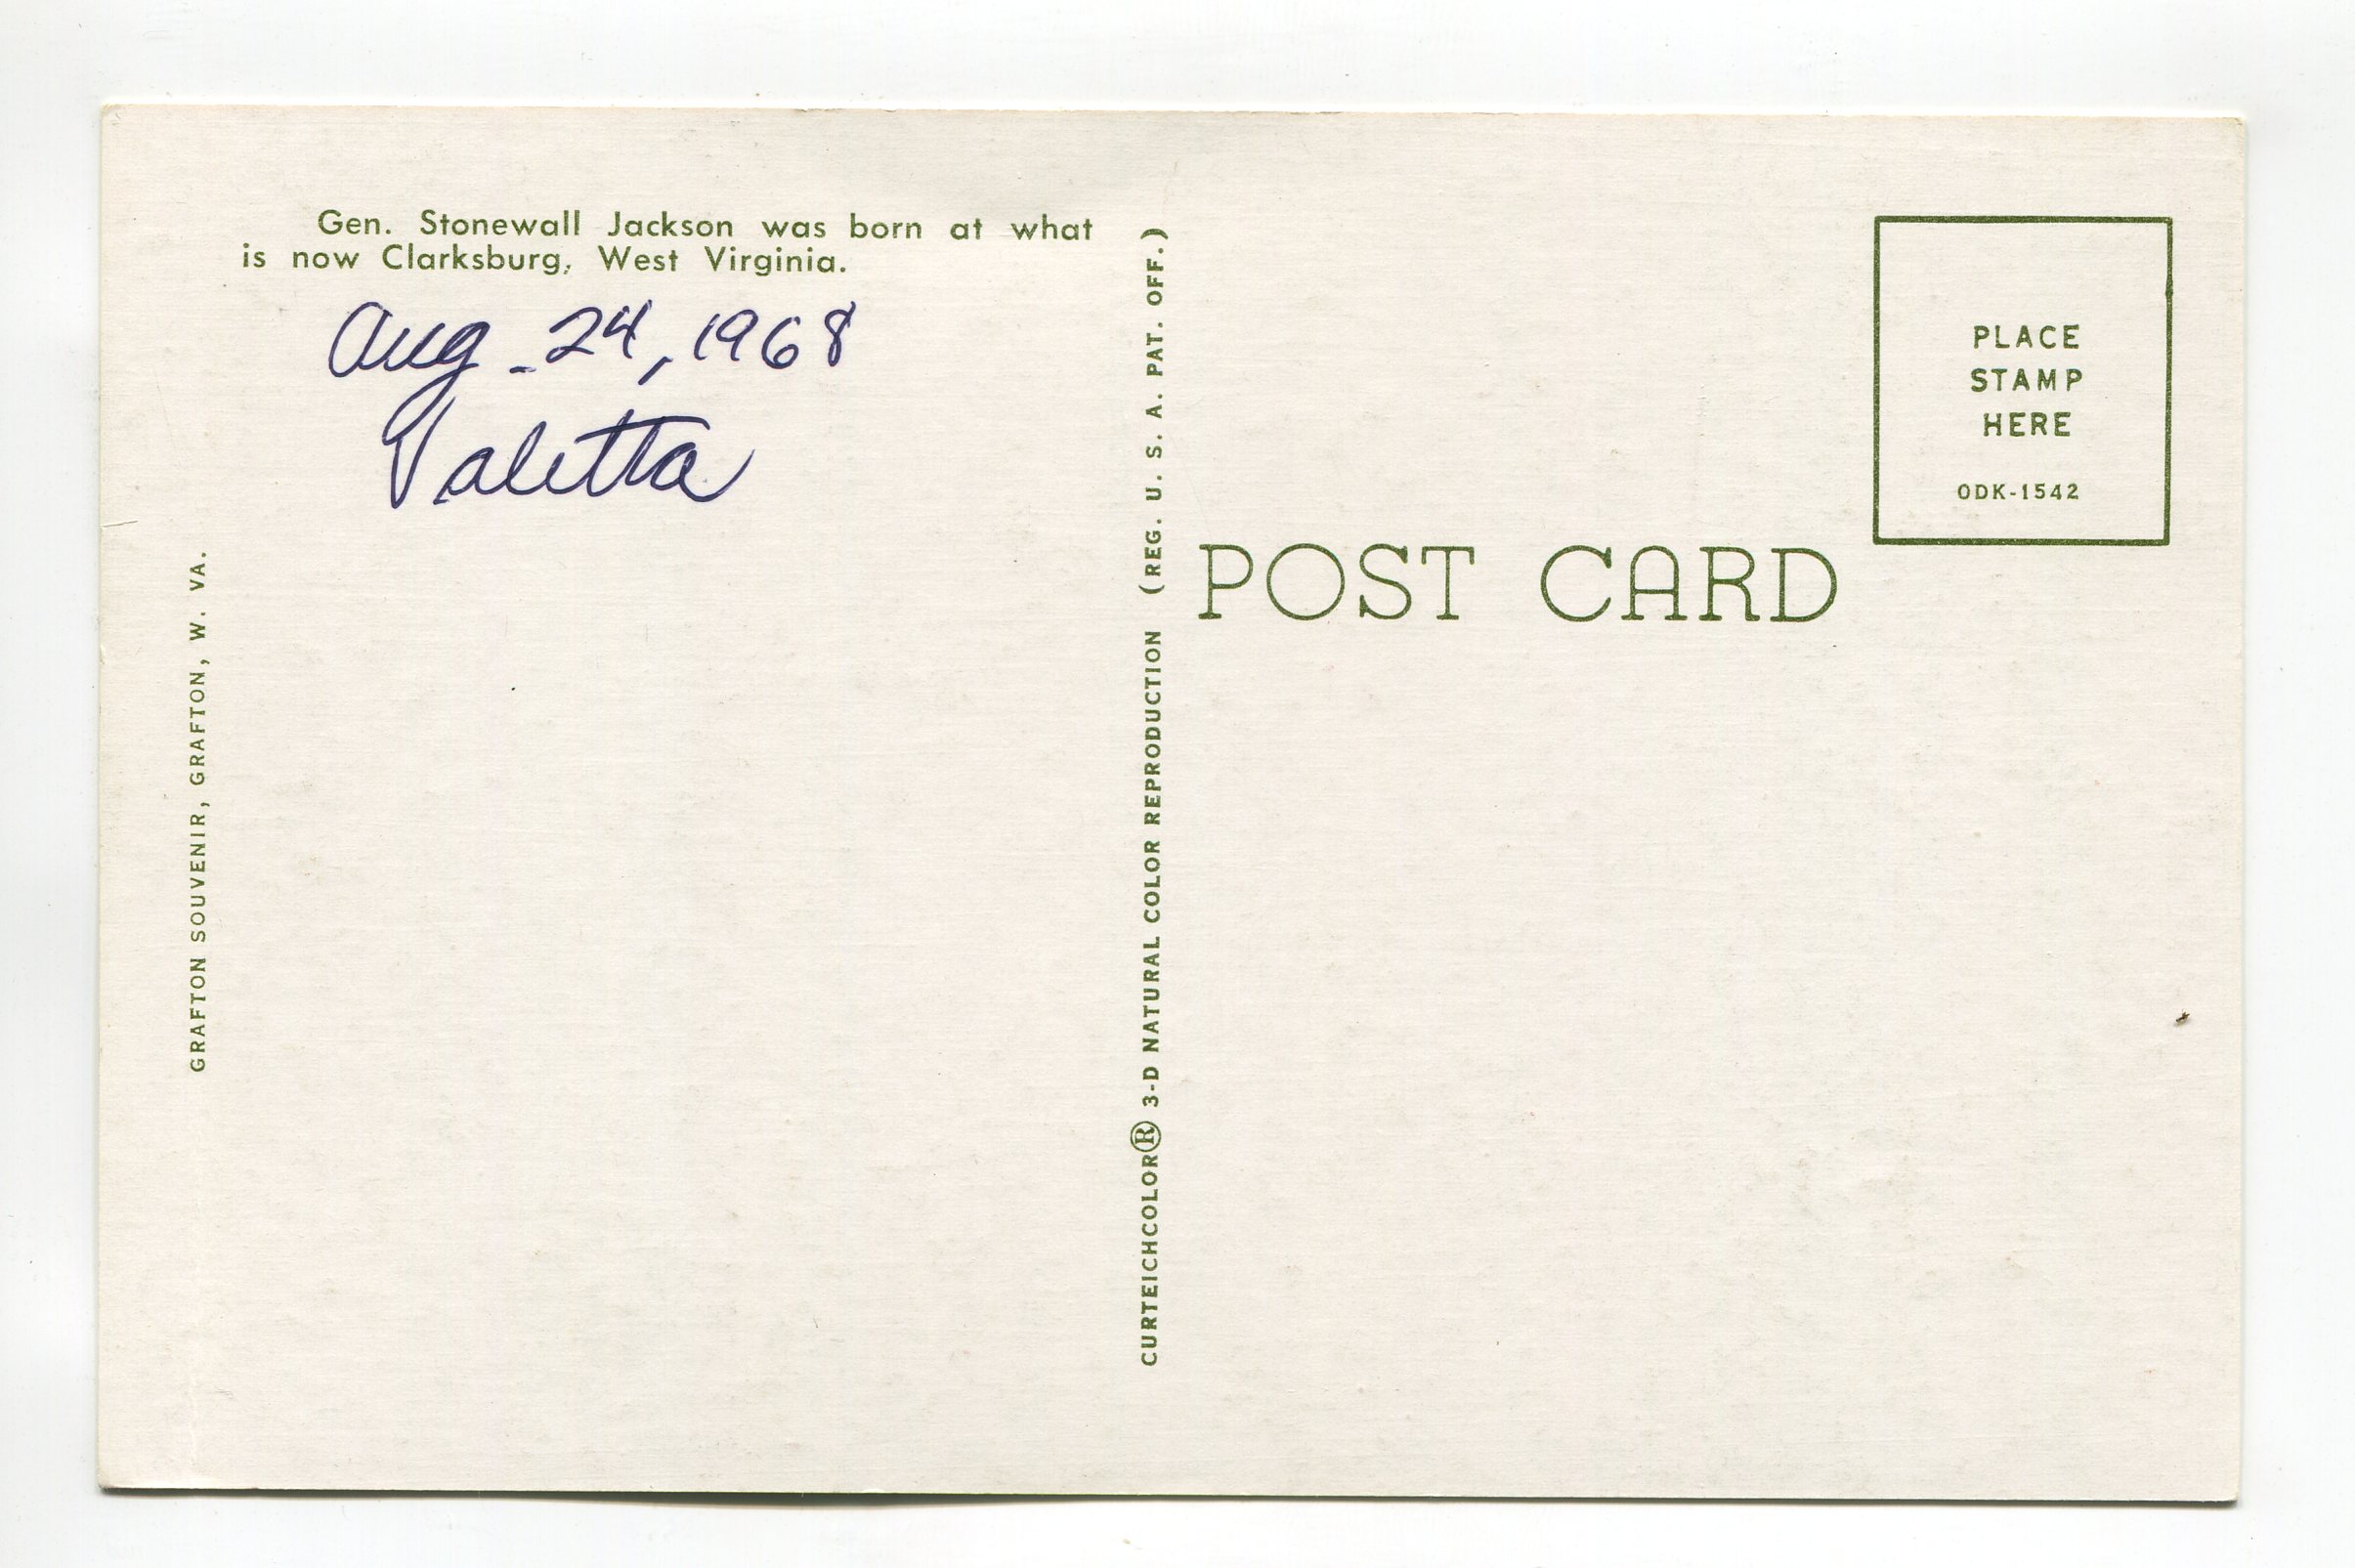 Gen. Stonewall Jackson was born at what
is now Clarksburg, West Virginia.
Aug. 24, 1968
Valetta
GRAFTON SOUVENIR, GRAFTON, W. VA.
CURTEICHCOLOR® 3-D NATURAL COLOR REPRODUCTION (REG. U. S. A. PAT. OFF.)
POST CARD
PLACE
STAMP
HERE
ODK-1542